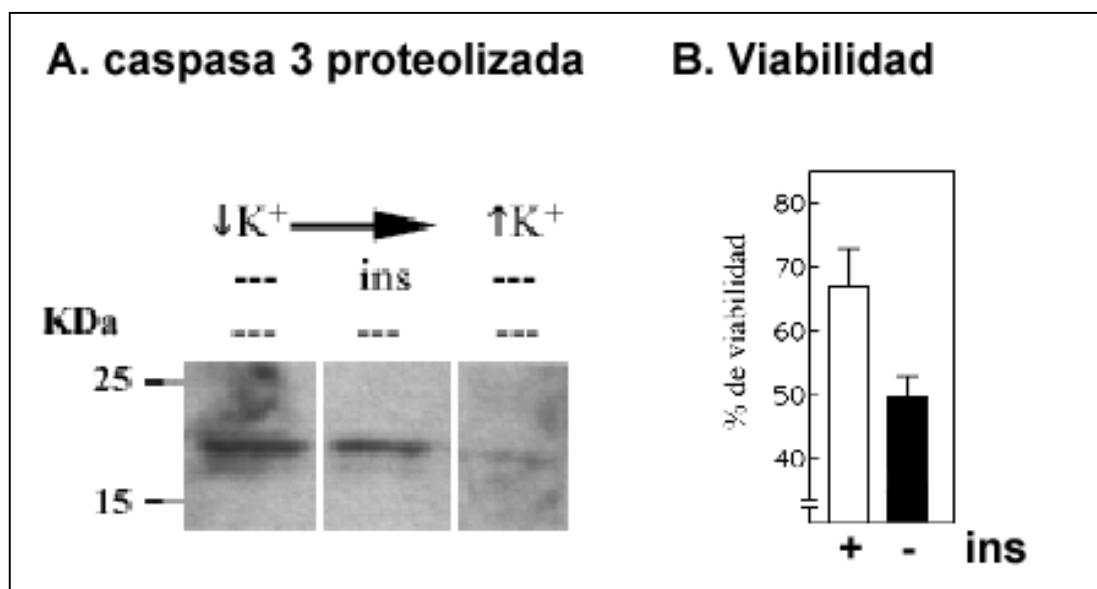 A. caspasa 3 proteolizada
↓K+ ↑K+
--- ins ---
KDa --- --- ---
25
15
B. Viabilidad
% de viabilidad
80
70
60
50
40
+ - ins